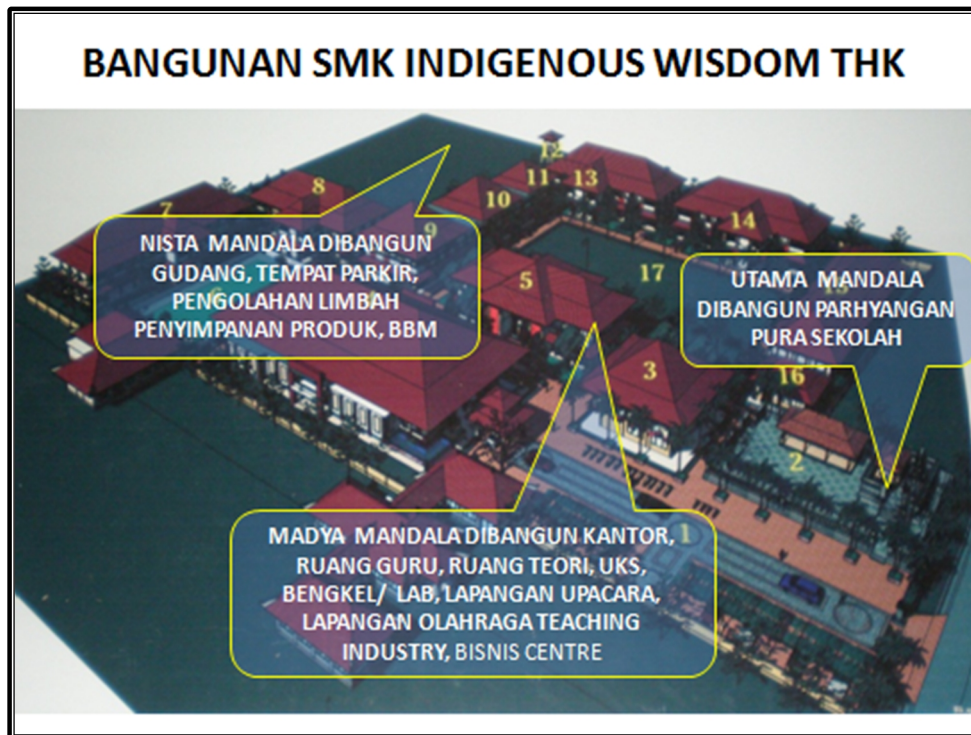 BANGUNAN SMK INDIGENOUS WISDOM THK
12
11
13
8
10
7
14
9
NISTA MANDALA DIBANGUN
GUDANG, TEMPAT PARKIR,
PENGOLAHAN LIMBAH
PENYIMPANAN PRODUK, BBM
5
17
UTAMA MANDALA
DIBANGUN PARHYANGAN
PURA SEKOLAH
3
16
2
1
MADYA MANDALA DIBANGUN KANTOR,
RUANG GURU, RUANG TEORI, UKS,
BENGKEL/ LAB, LAPANGAN UPACARA,
LAPANGAN OLAHRAGA TEACHING
INDUSTRY, BISNIS CENTRE